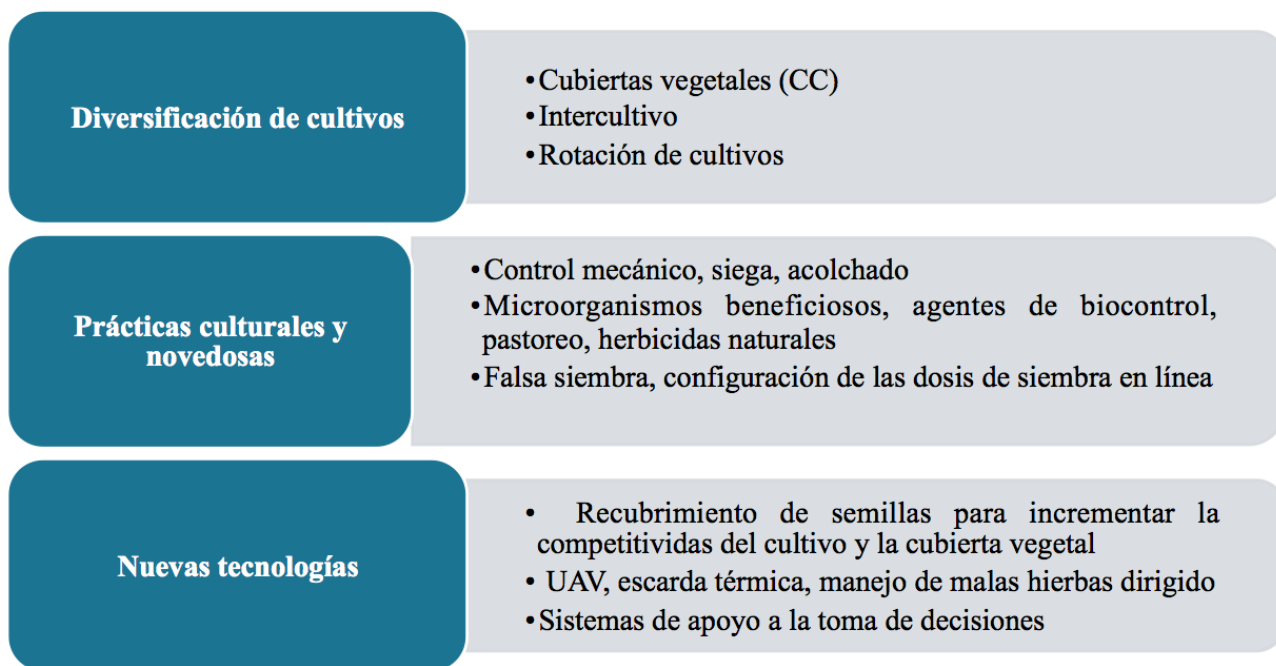 Diversificación de cultivos
•Cubiertas vegetales (CC)
•Intercultivo
•Rotación de cultivos
Prácticas culturales y
novedosas
•Control mecánico, siega, acolchado
•Microorganismos beneficiosos, agentes de biocontrol,
pastoreo, herbicidas naturales
•Falsa siembra, configuración de las dosis de siembra en línea
Nuevas tecnologías
• Recubrimiento de semillas para incrementar la
competitividas del cultivo y la cubierta vegetal
• UAV, escarda térmica, manejo de malas hierbas dirigido
•Sistemas de apoyo a la toma de decisiones